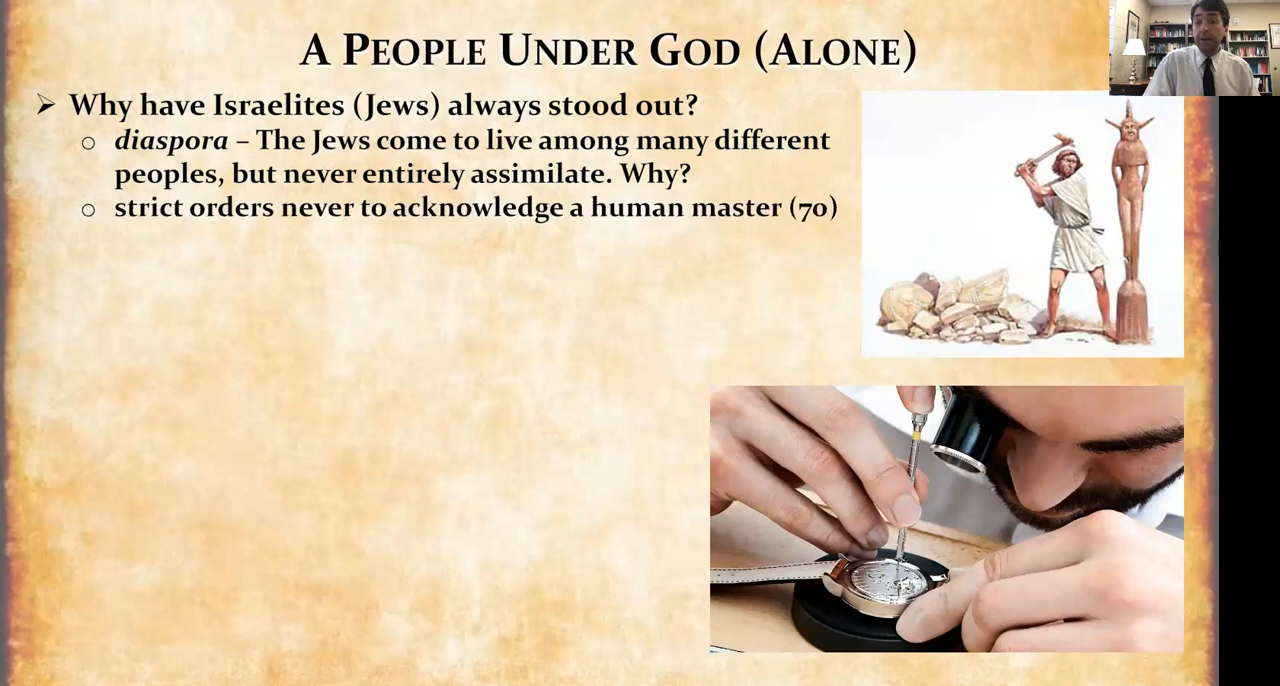 A People Under God (Alone)
➤ Why have Israelites (Jews) always stood out?
o diaspora – The Jews come to live among many different
peoples, but never entirely assimilate. Why?
o strict orders never to acknowledge a human master (70)